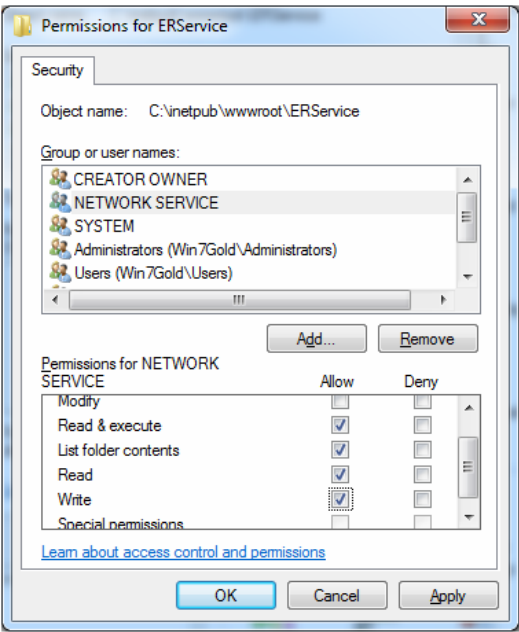 Permissions for ERService
Security
Object name: C:\inetpub\wwwroot\ERService
Group or user names:
CREATOR OWNER
NETWORK SERVICE
SYSTEM
Administrators (Win7Gold\Administrators)
Users (Win7Gold\Users)
Add... Remove
Permissions for NETWORK
SERVICE Allow Deny
Modify
Read & execute
List folder contents
Read
Write
Special permissions
Learn about access control and permissions
OK Cancel Apply